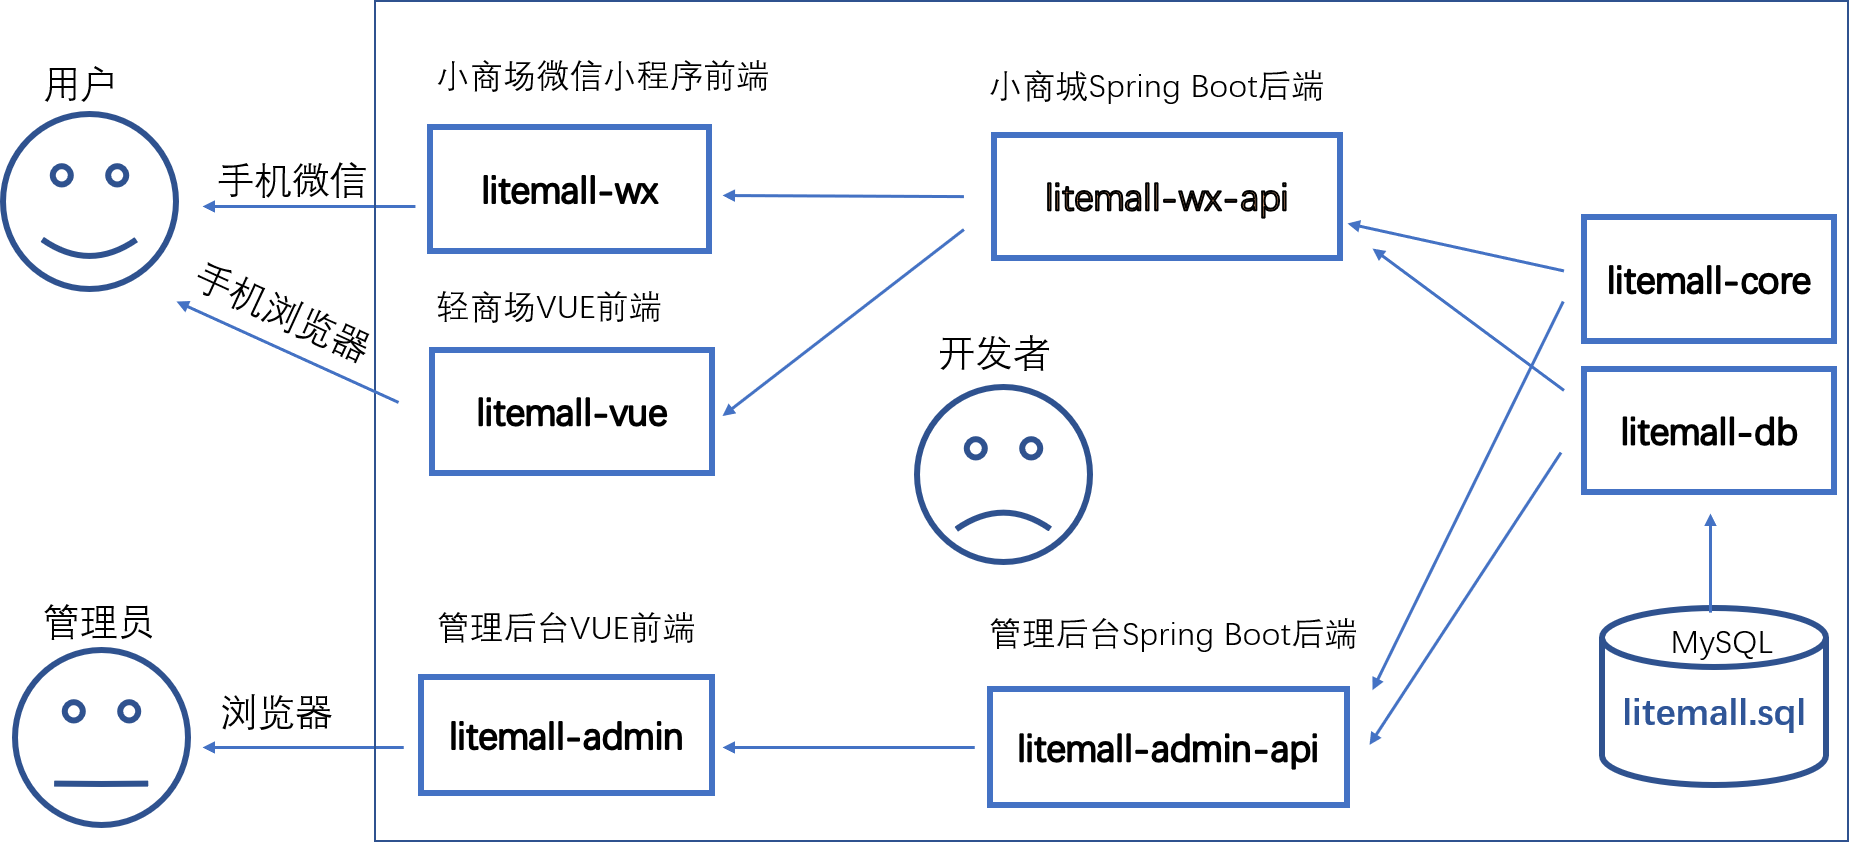 用户
小商场微信小程序前端
小商城Spring Boot后端
手机微信
litemall-wx
litemall-wx-api
手机浏览器
轻商场VUE前端
litemall-core
开发者
litemall-vue
litemall-db
管理员
管理后台VUE前端
管理后台Spring Boot后端
MySQL
浏览器
litemall-admin
litemall-admin-api
litemall.sql